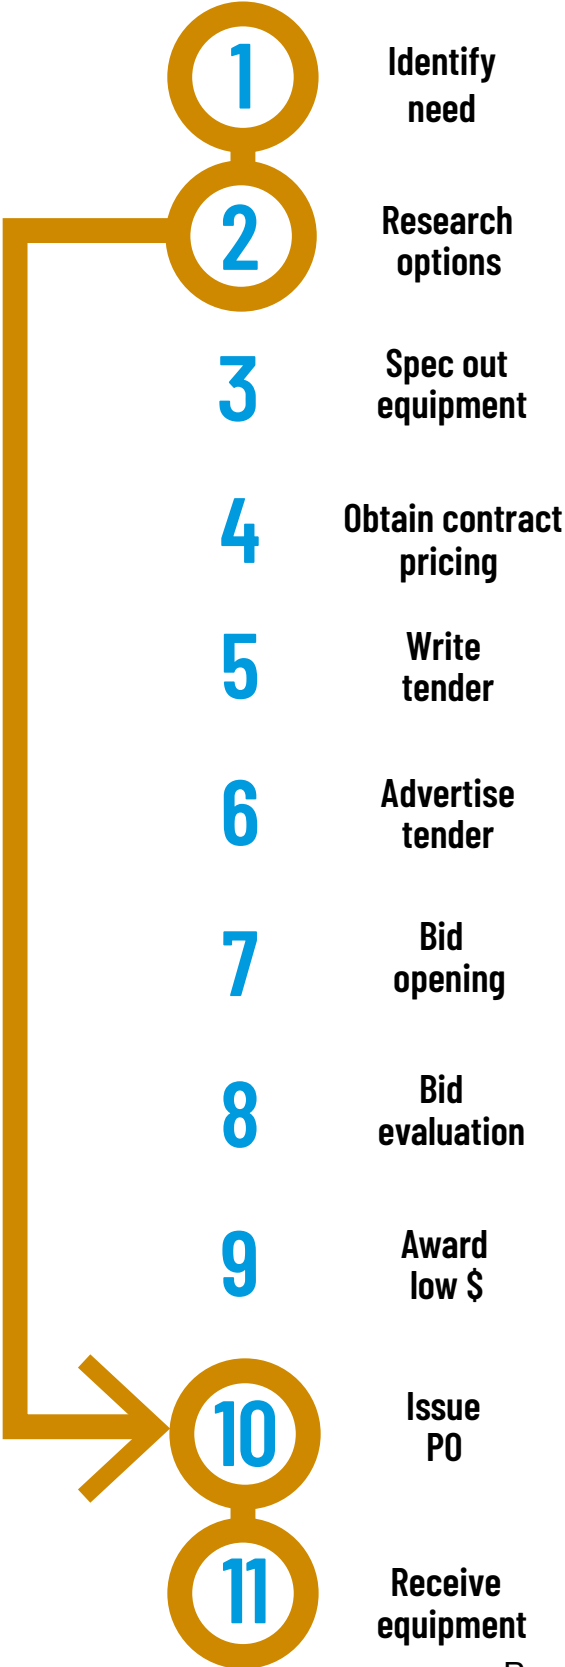 1
Identify
need
2
Research
options
3
Spec out
equipment
4
Obtain contract
pricing
5
Write
tender
6
Advertise
tender
7
Bid
opening
8
Bid
evaluation
9
Award
low $
10
Issue
PO
11
Receive
equipment